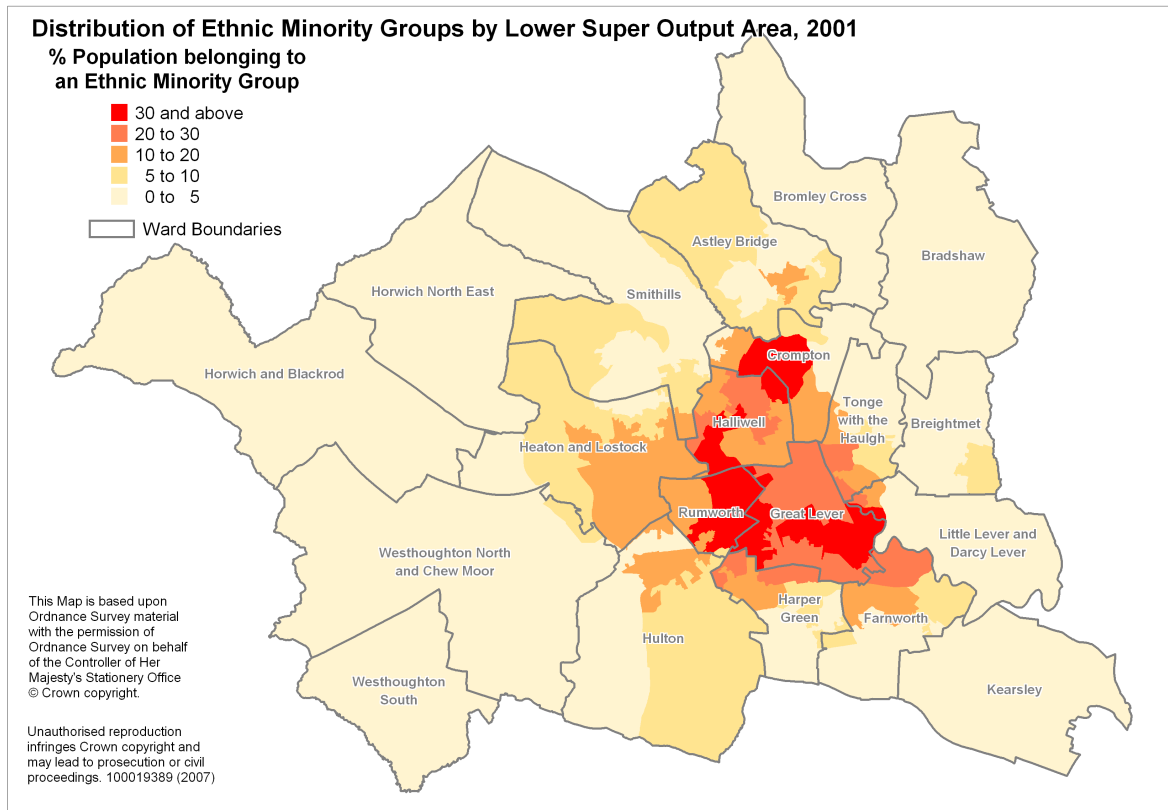 Distribution of Ethnic Minority Groups by Lower Super Output Area, 2001
% Population belonging to
an Ethnic Minority Group
30 and above
20 to 30
10 to 20
5 to 10
0 to 5
Ward Boundaries
Bromley Cross
Astley Bridge
Bradshaw
Horwich North East
Smithills
Crompton
Horwich and Blackrod
Tonge
with the
Haulgh
Halliwell
Breightmet
Heaton and Lostock
Rumworth
Great Lever
Little Lever and
Darcy Lever
Westhoughton North
and Chew Moor
Harper
Green
Farnworth
Hulton
Westhoughton
South
Kearsley
This Map is based upon
Ordnance Survey material
with the permission of
Ordnance Survey on behalf
of the Controller of Her
Majesty's Stationery Office
© Crown copyright.
Unauthorised reproduction
infringes Crown copyright and
may lead to prosecution or civil
proceedings. 100019389 (2007)